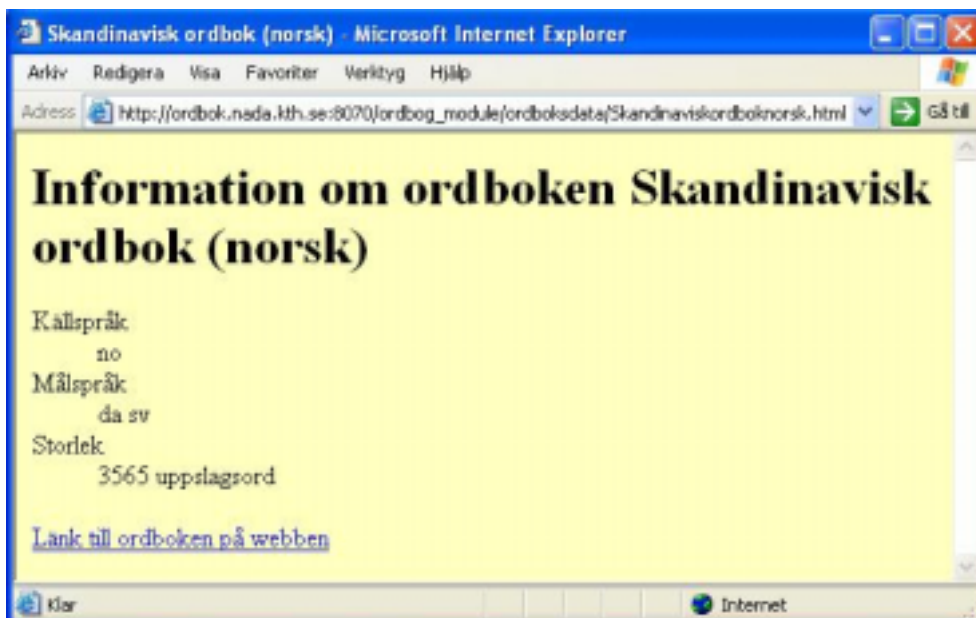 Skandinavisk ordbok (norsk) - Microsoft Internet Explorer
Arkiv Redigera Visa Favoriter Verktyg Hjälp
Adress http://ordbok.nada.kth.se:8070/ordbog_module/ordboksdata/Skandinaviskordboknorsk.html Gå till
Information om ordboken Skandinavisk
ordbok (norsk)
Källspråk
no
Målspråk
da sv
Storlek
3565 uppslagsord
Länk till ordboken på webben
Klar Internet